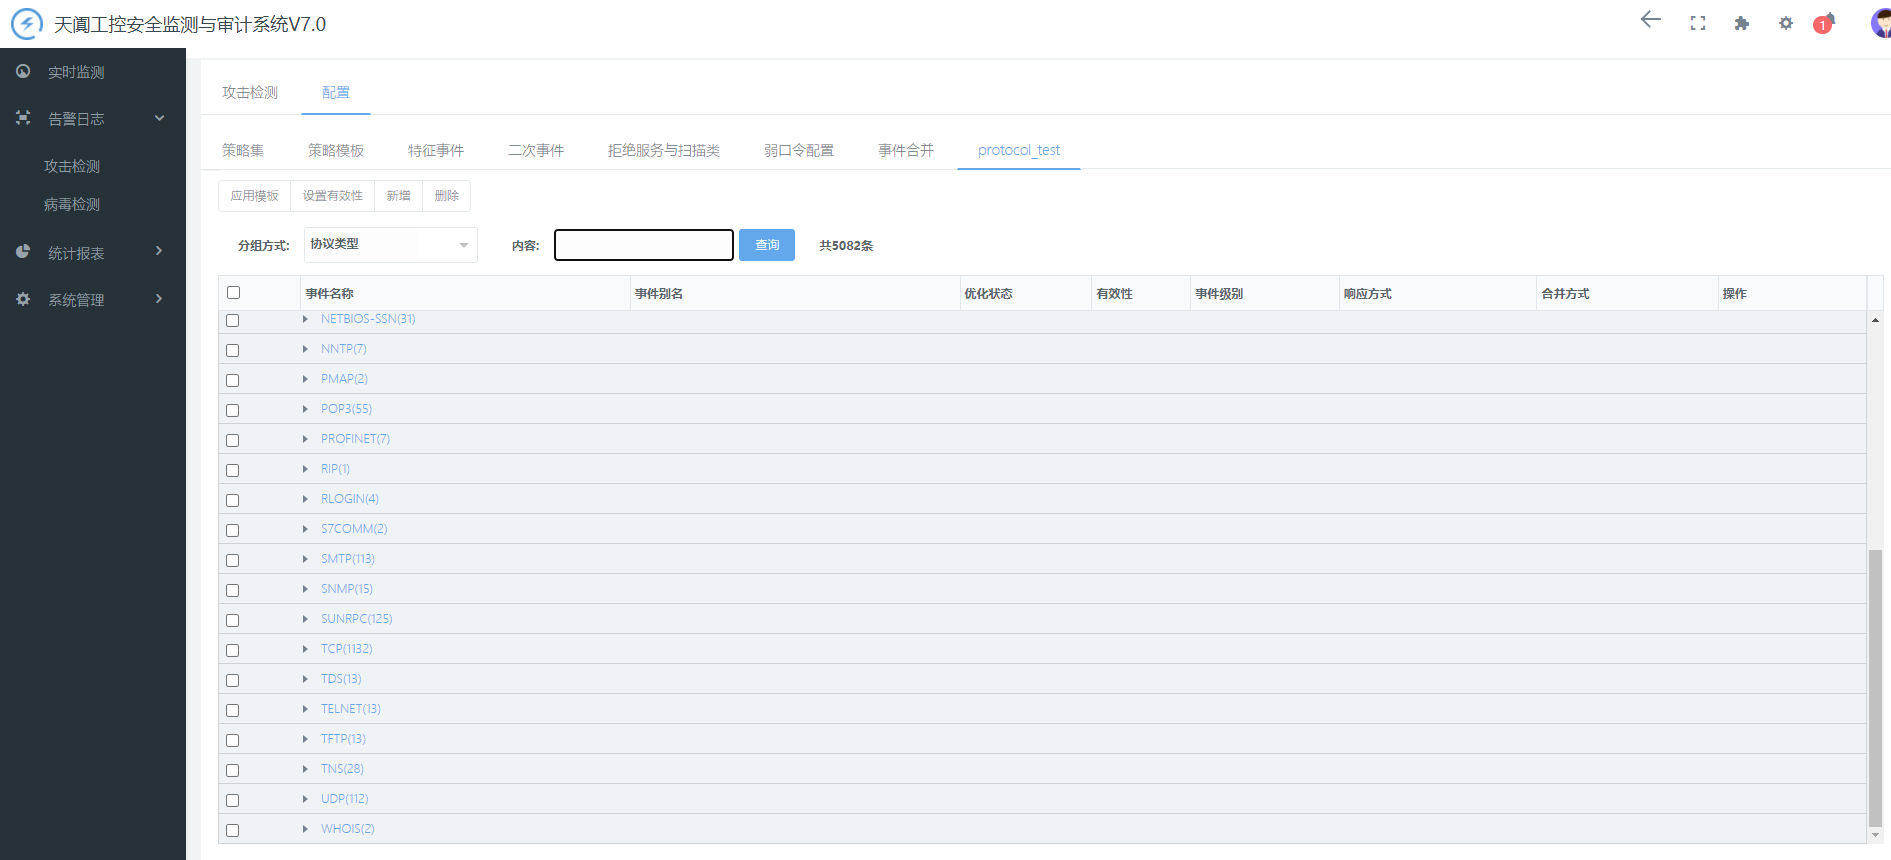 天阗工控安全监测与审计系统V7.0
1
实时监测
告警日志
攻击检测
病毒检测
统计报表
系统管理
攻击检测 配置
策略集 策略模板 特征事件 二次事件 拒绝服务与扫描类 弱口令配置 事件合并 protocol_test
应用模板 设置有效性 新增 删除
分组方式: 协议类型 内容: 查询 共5082条
事件名称 事件别名 优化状态 有效性 事件级别 响应方式 合并方式 操作
NETBIOS-SSN(31)
NNTP(7)
PMAP(2)
POP3(55)
PROFINET(7)
RIP(1)
RLOGIN(4)
S7COMM(2)
SMTP(113)
SNMP(15)
SUNRPC(125)
TCP(1132)
TDS(13)
TELNET(13)
TFTP(13)
TNS(28)
UDP(112)
WHOIS(2)